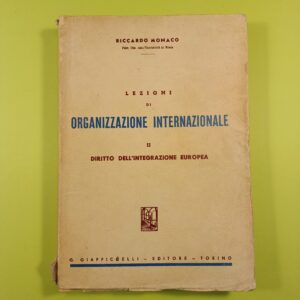 RICCARDO MONACO
LEZIONI
DI
ORGANIZZAZIONE INTERNAZIONALE
II
DIRITTO DELL'INTEGRAZIONE EUROPEA
G. GIAPPICHELLI - EDITORE - TORINO